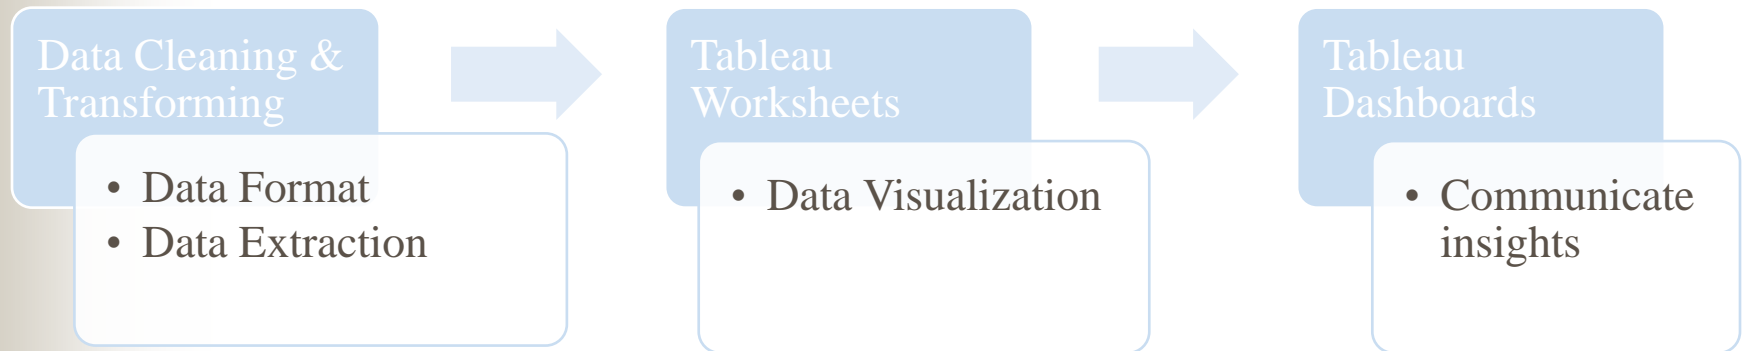 Data Cleaning &
Transforming
• Data Format
• Data Extraction
Tableau
Worksheets
• Data Visualization
Tableau
Dashboards
• Communicate
insights